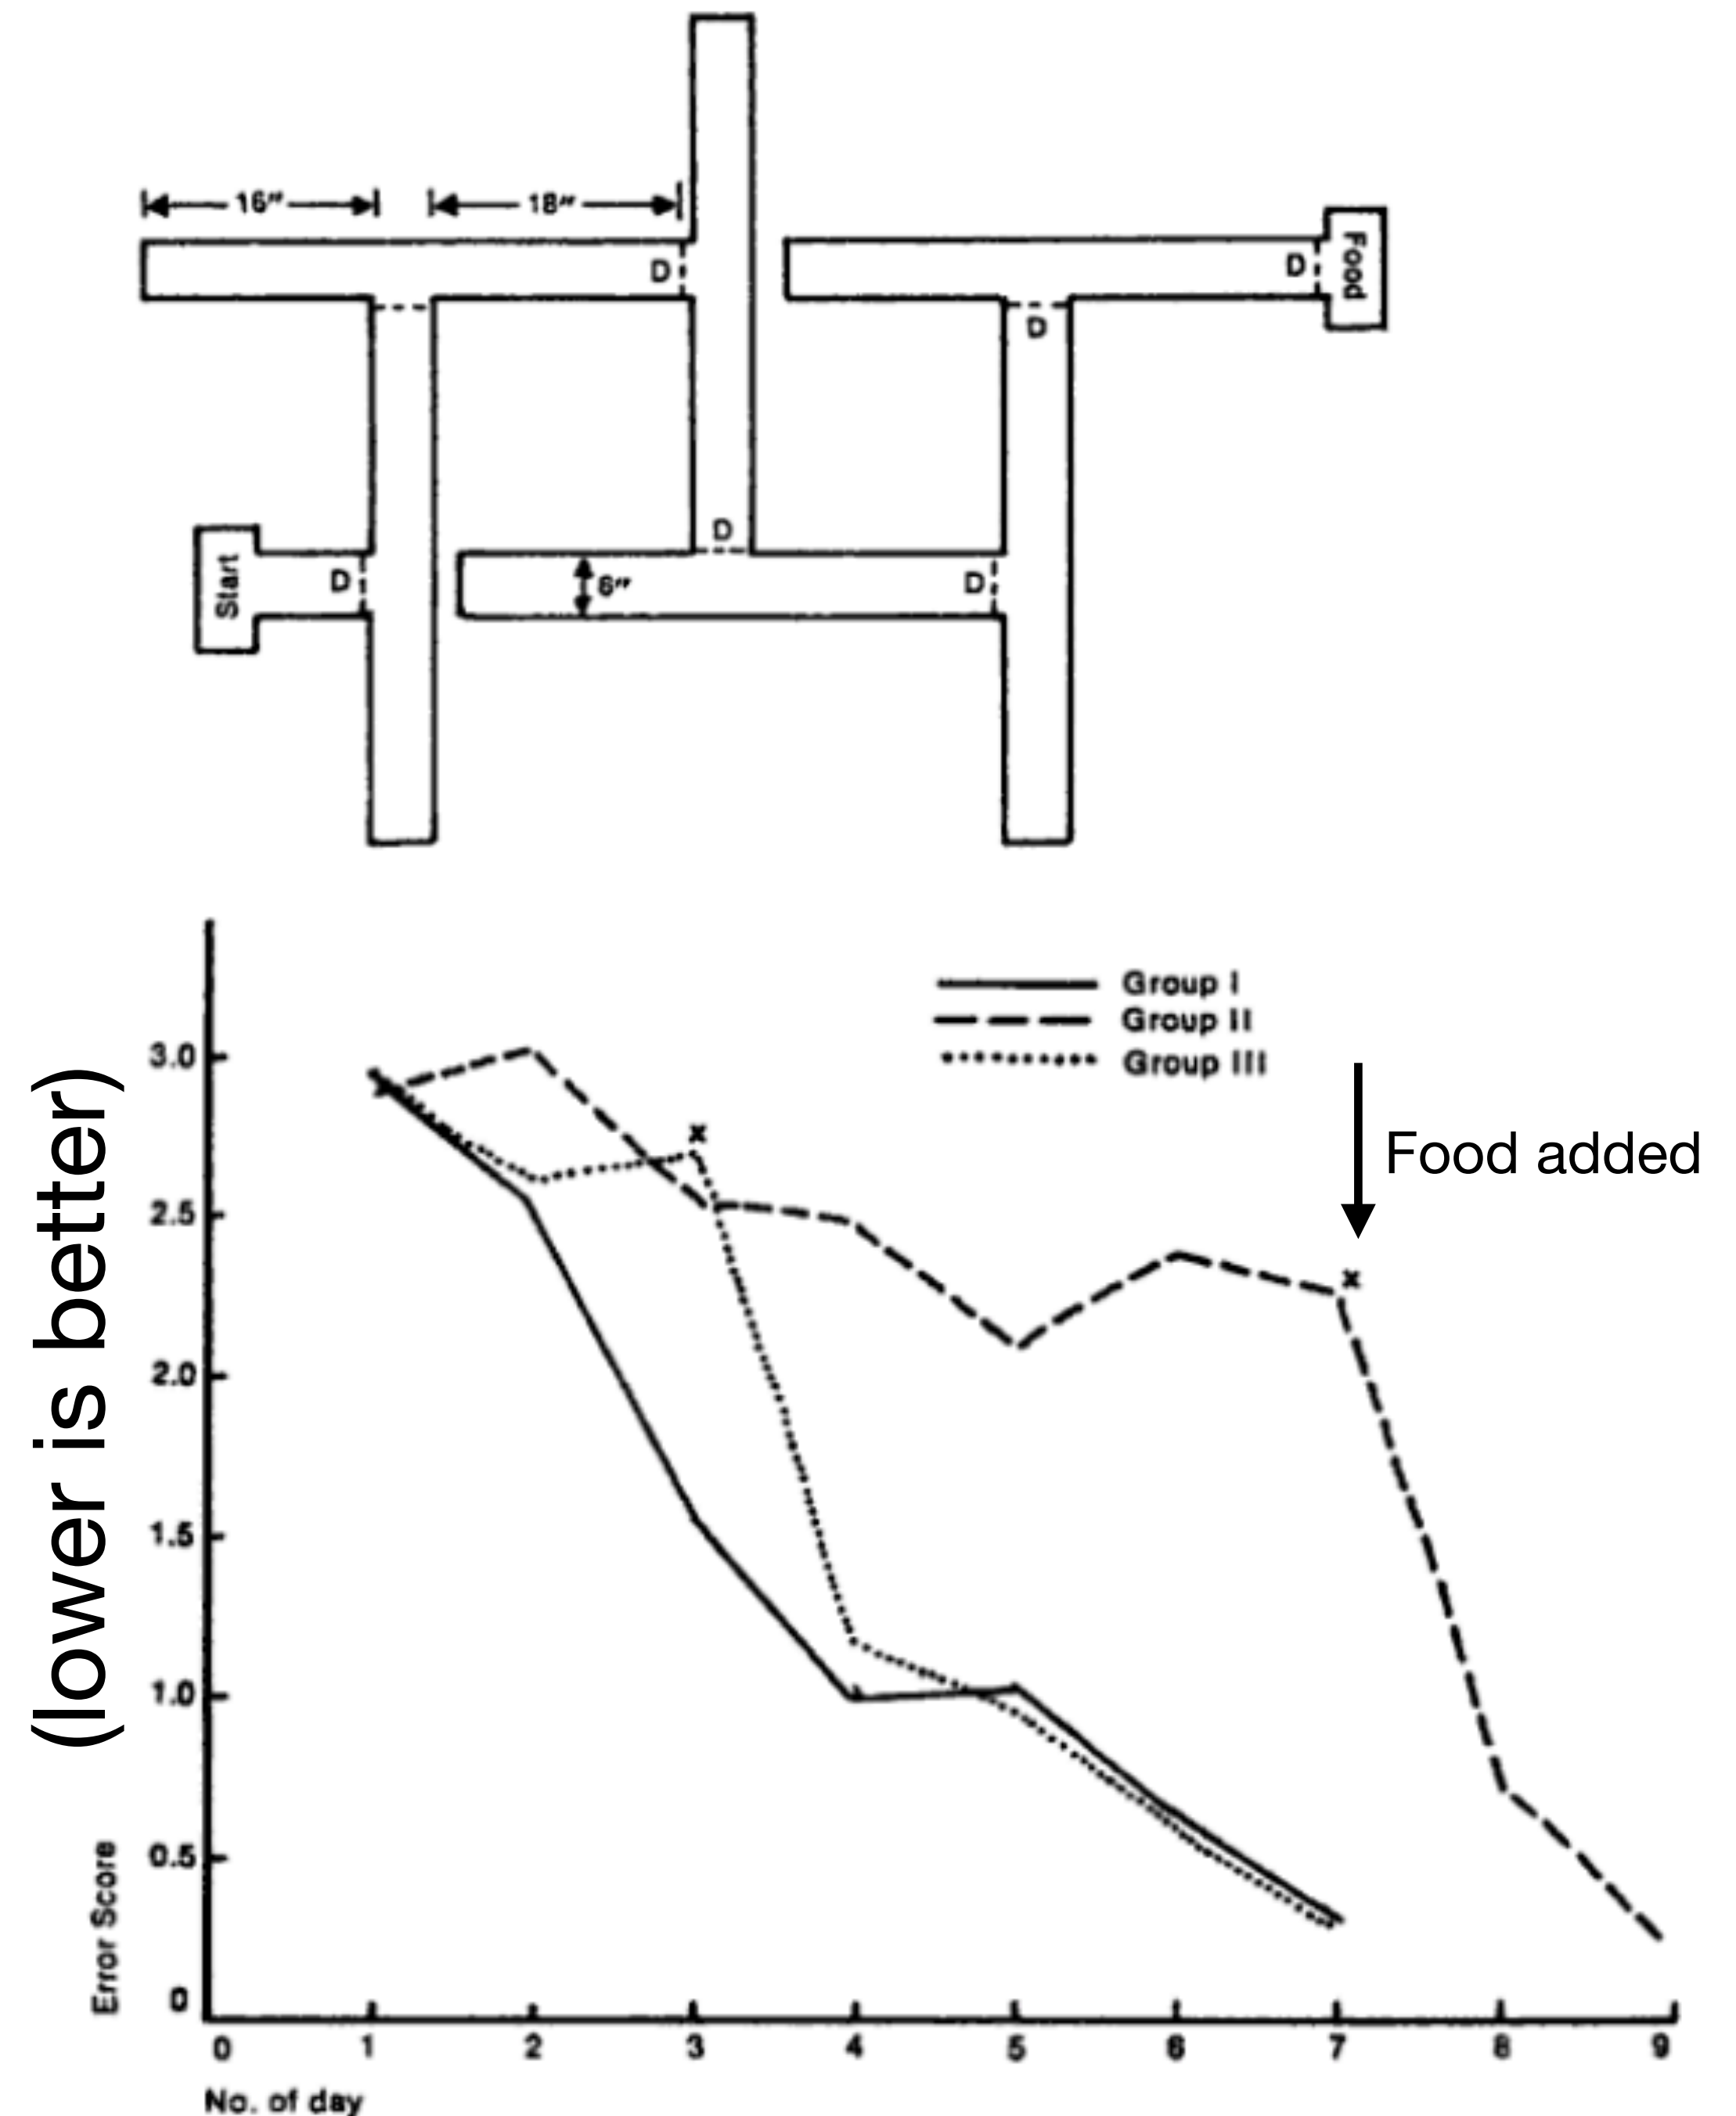 16"
18"
D
D
Food
D
D
Start
D
6"
D
(lower is better)
Error Score
Group I
Group II
Group III
Food added
x
x
3.0
2.5
2.0
1.5
1.0
0.5
0
0 1 2 3 4 5 6 7 8 9
No. of day